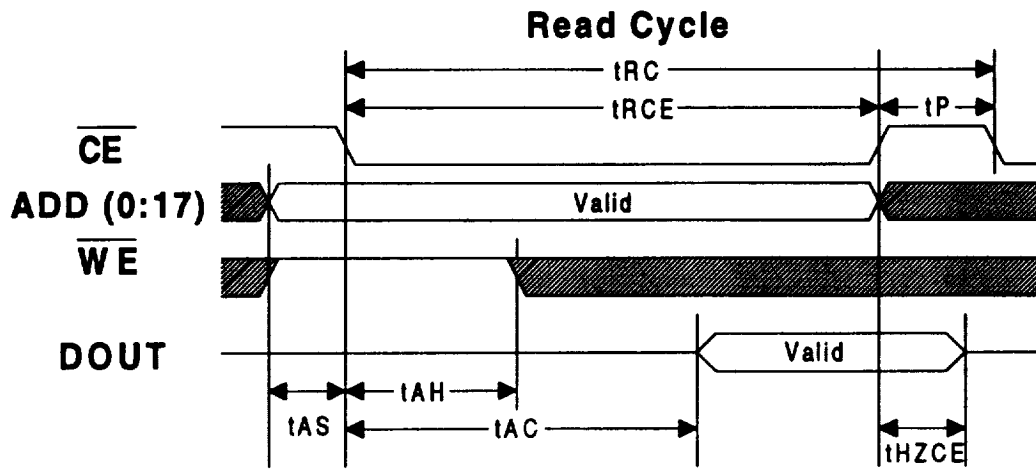 Read Cycle
tRC
tRCE
tP
CE
ADD (0:17)
Valid
WE
DOUT
Valid
tAH
tAS
tAC
tHZCE